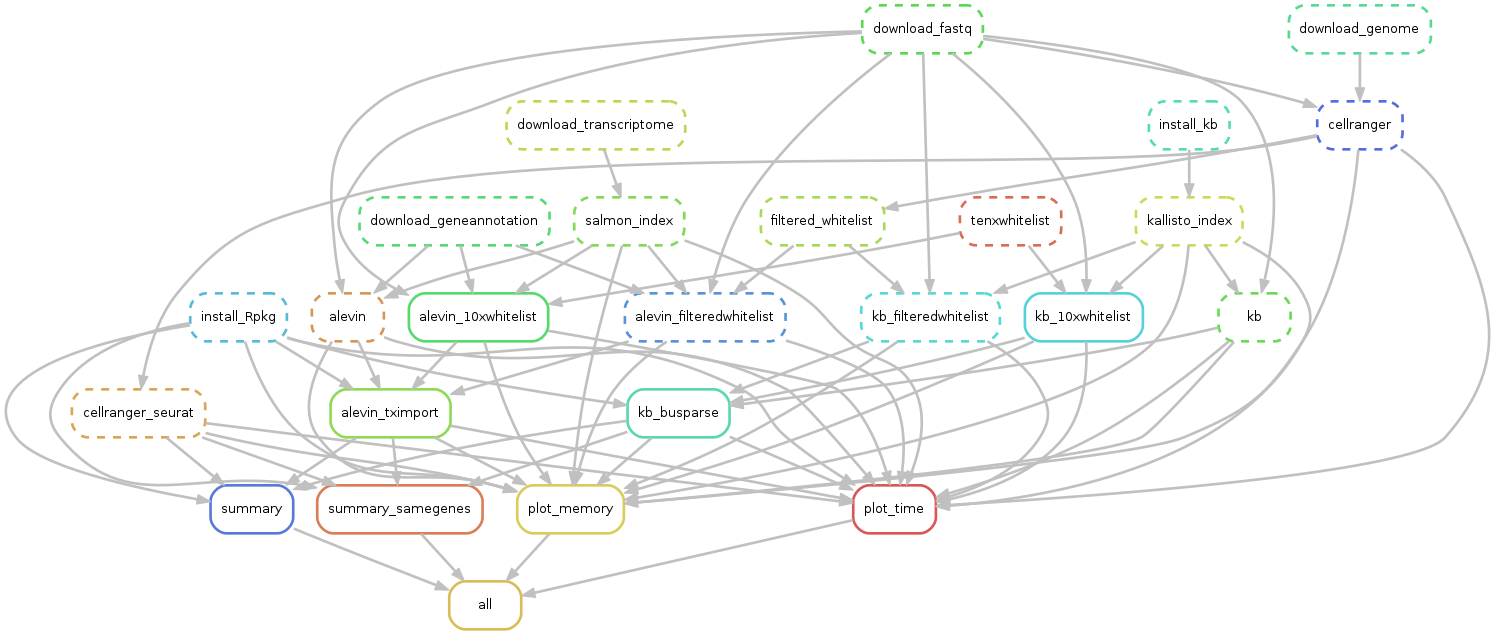 download_fastq
download_genome
download_transcriptome
install_kb
cellranger
download_geneannotation
salmon_index
filtered_whitelist
tenxwhitelist
kallisto_index
install_Rpkg
alevin
alevin_10xwhitelist
alevin_filteredwhitelist
kb_filteredwhitelist
kb_10xwhitelist
kb
cellranger_seurat
alevin_tximport
kb_busparse
summary
summary_samegenes
plot_memory
plot_time
all